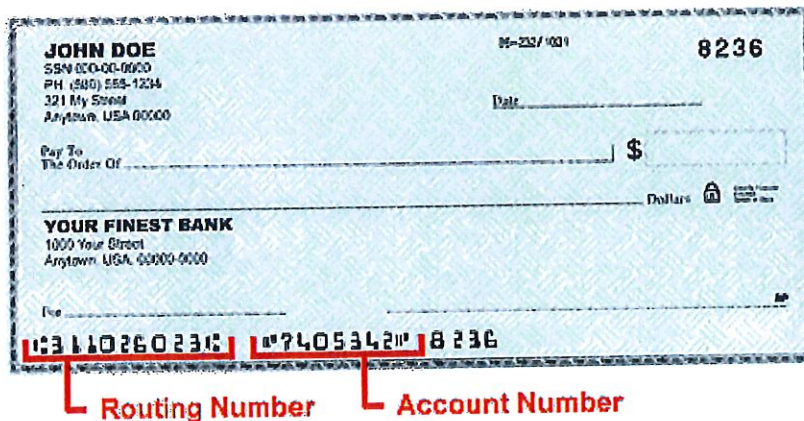 JOHN DOE
SSN 000-00-0000
PH. (580) 555-1234
321 My Street
Anytown, USA 00000
8236
Date
Pay To
The Order Of
$
Dollars
YOUR FINEST BANK
1000 Your Street
Anytown, USA, 00000-0000
For
MP
⑆311026023⑆ ⑈7405342⑈ 8236
Routing Number
Account Number